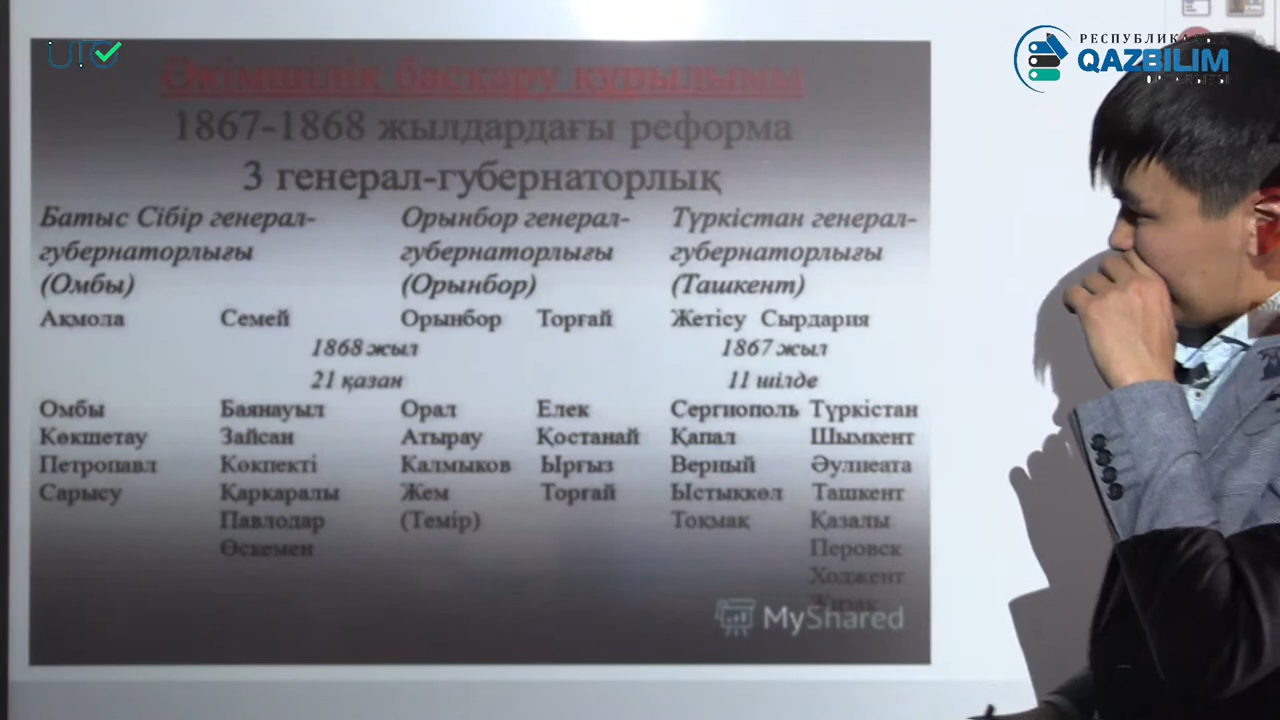 UTO
РЕСПУБЛИКА
QAZBILIM
Әкімшілік басқару құрылымы
1867-1868 жылдардағы реформа
3 генерал-губернаторлық
Батыс Сібір генерал- Орынбор генерал- Түркістан генерал-
губернаторлығы губернаторлығы губернаторлығы
(Омбы) (Орынбор) (Ташкент)
Ақмола Семей Орынбор Торғай Жетісу Сырдария
1868 жыл 1867 жыл
21 қазан 11 шілде
Омбы Баянауыл Орал Елек Сергиополь Түркістан
Көкшетау Зайсан Атырау Қостанай Қапал Шымкент
Петропавл Көкпекті Калмыков Ырғыз Верный Әулиеата
Сарысу Қарқаралы Жем Торғай Ыстықкөл Ташкент
Павлодар (Темір) Тоқмақ Қазалы
Өскемен Перовск
Ходжент
MyShared